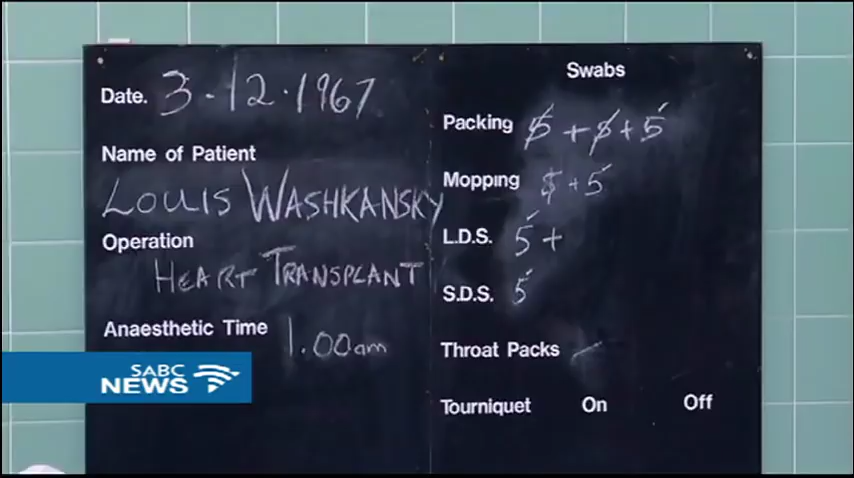 Date. 3-12-1967
Name of Patient
LOUIS WASHKANSKY
Operation
HEART TRANSPLANT
Anaesthetic Time 1.00am
Swabs
Packing 5 + 5 + 5
Mopping 5 + 5
L.D.S. 5 +
S.D.S. 5
Throat Packs –
Tourniquet On Off
SABC
NEWS